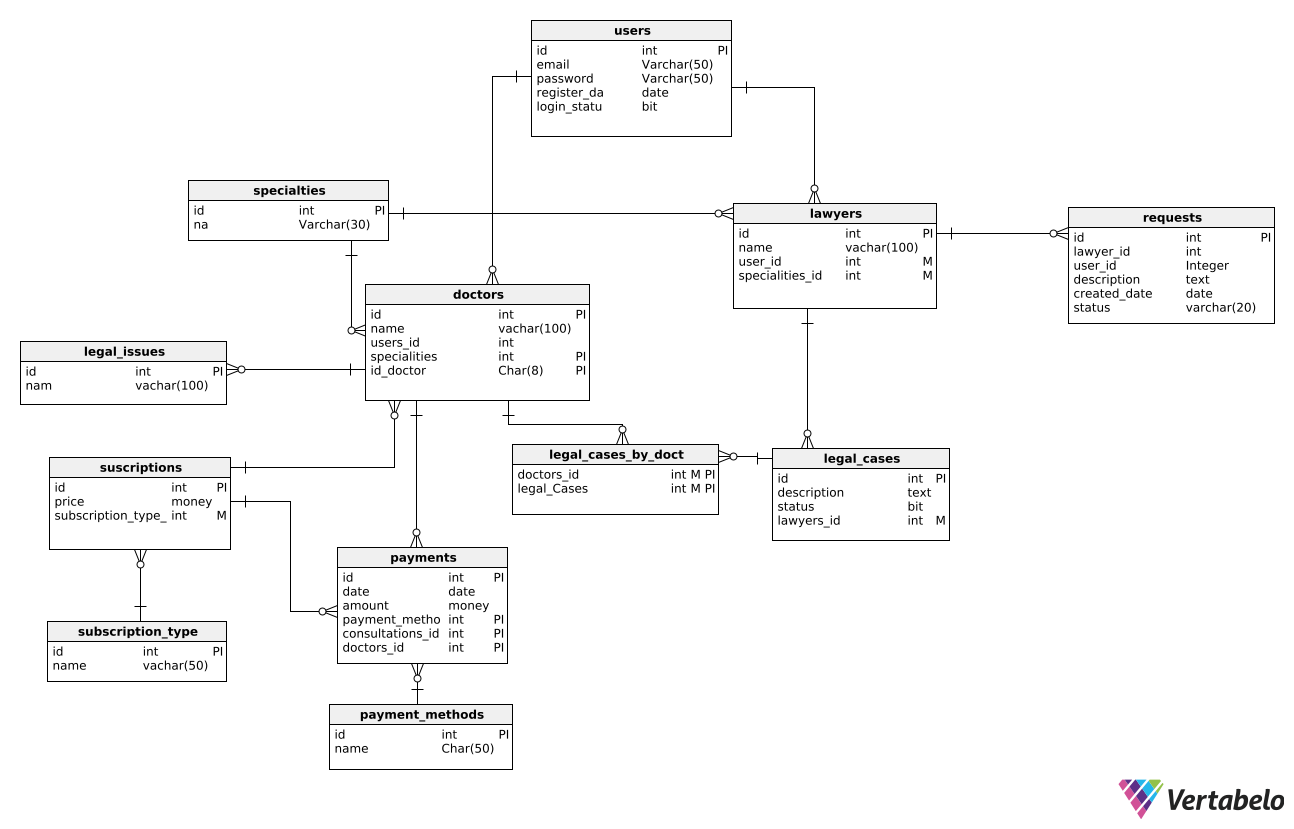 users
id int PI
email Varchar(50)
password Varchar(50)
register_da date
login_statu bit
specialties
id int PI
na Varchar(30)
lawyers
id int PI
name vachar(100)
user_id int M
specialities_id int M
requests
id int PI
lawyer_id int
user_id Integer
description text
created_date date
status varchar(20)
doctors
id int PI
name vachar(100)
users_id int
specialities int PI
id_doctor Char(8) PI
legal_issues
id int PI
nam vachar(100)
suscriptions
id int PI
price money
subscription_type_ int M
legal_cases_by_doct
doctors_id int M PI
legal_Cases int M PI
legal_cases
id int PI
description text
status bit
lawyers_id int M
payments
id int PI
date date
amount money
payment_metho int PI
consultations_id int PI
doctors_id int PI
subscription_type
id int PI
name vachar(50)
payment_methods
id int PI
name Char(50)
Vertabelo